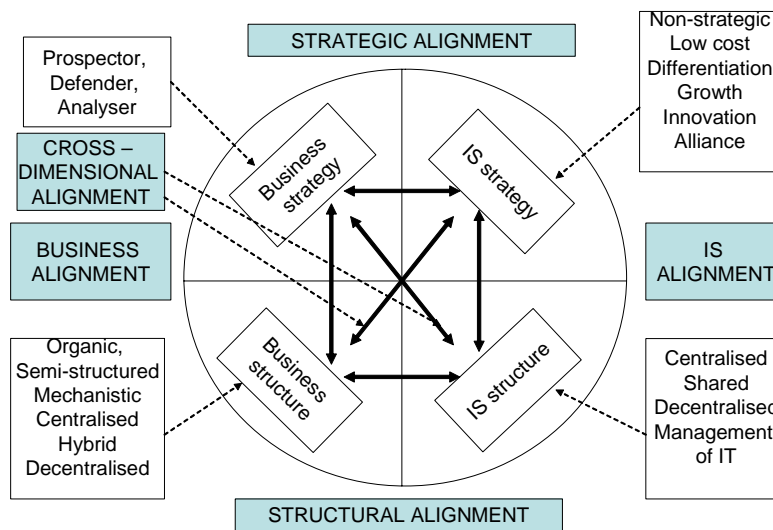 STRATEGIC ALIGNMENT
Prospector,
Defender,
Analyser
Non-strategic
Low cost
Differentiation
Growth
Innovation
Alliance
CROSS –
DIMENSIONAL
ALIGNMENT
Business
strategy
IS strategy
BUSINESS
ALIGNMENT
IS
ALIGNMENT
Organic,
Semi-structured
Mechanistic
Centralised
Hybrid
Decentralised
Business
structure
IS structure
Centralised
Shared
Decentralised
Management
of IT
STRUCTURAL ALIGNMENT